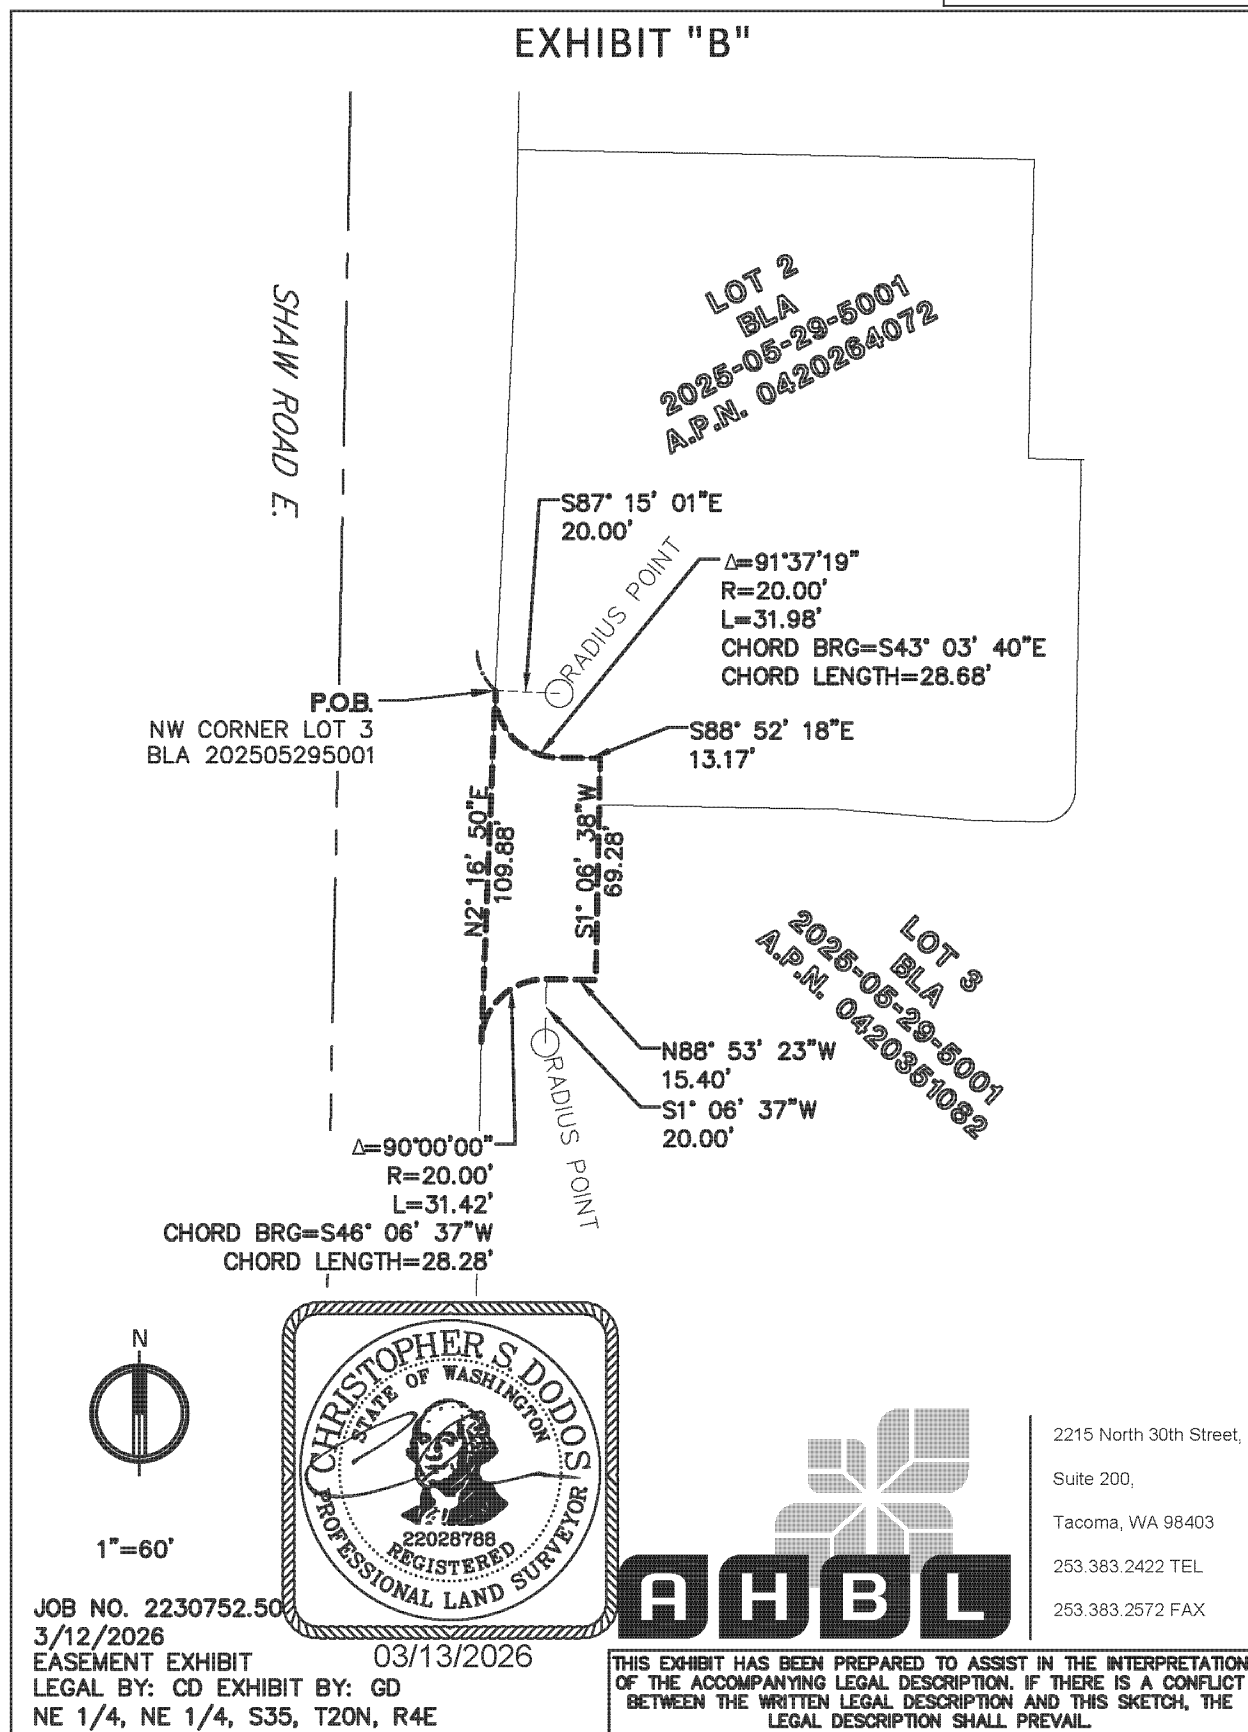 EXHIBIT "B"
SHAW ROAD E.
LOT 2
BLA
2025-05-29-5001
A.P.N. 0420264072
S87° 15' 01"E
20.00'
RADIUS POINT
Δ=91°37'19"
R=20.00'
L=31.98'
CHORD BRG=S43° 03' 40"E
CHORD LENGTH=28.68'
P.O.B.
NW CORNER LOT 3
BLA 202505295001
S88° 52' 18"E
13.17'
N2° 16' 50"E
109.88'
S1° 06' 38"W
69.28'
LOT 3
BLA
2025-05-29-5001
A.P.N. 0420351082
N88° 53' 23"W
15.40'
S1° 06' 37"W
20.00'
RADIUS POINT
Δ=90°00'00"
R=20.00'
L=31.42'
CHORD BRG=S46° 06' 37"W
CHORD LENGTH=28.28'
N
1"=60'
CHRISTOPHER S. DODOS
STATE OF WASHINGTON
22028788
REGISTERED
PROFESSIONAL LAND SURVEYOR
03/13/2026
JOB NO. 2230752.50
3/12/2026
EASEMENT EXHIBIT
LEGAL BY: CD EXHIBIT BY: GD
NE 1/4, NE 1/4, S35, T20N, R4E
AHBL
2215 North 30th Street,
Suite 200,
Tacoma, WA 98403
253.383.2422 TEL
253.383.2572 FAX
THIS EXHIBIT HAS BEEN PREPARED TO ASSIST IN THE INTERPRETATION
OF THE ACCOMPANYING LEGAL DESCRIPTION. IF THERE IS A CONFLICT
BETWEEN THE WRITTEN LEGAL DESCRIPTION AND THIS SKETCH, THE
LEGAL DESCRIPTION SHALL PREVAIL.